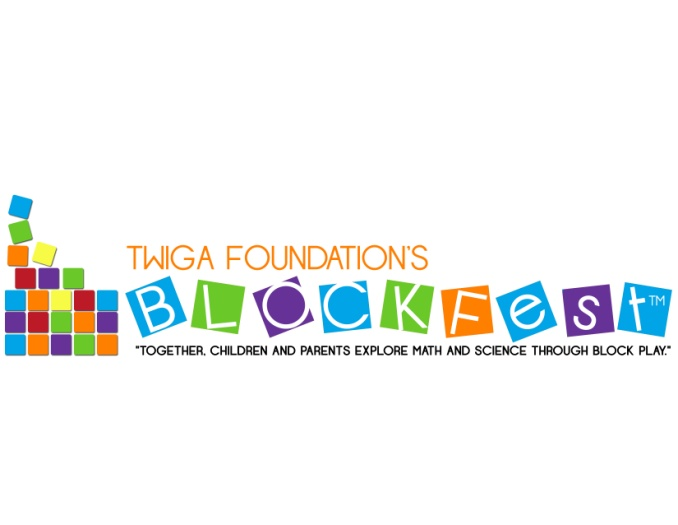 TWIGA FOUNDATION'S
BLOCKFest™
"TOGETHER, CHILDREN AND PARENTS EXPLORE MATH AND SCIENCE THROUGH BLOCK PLAY."